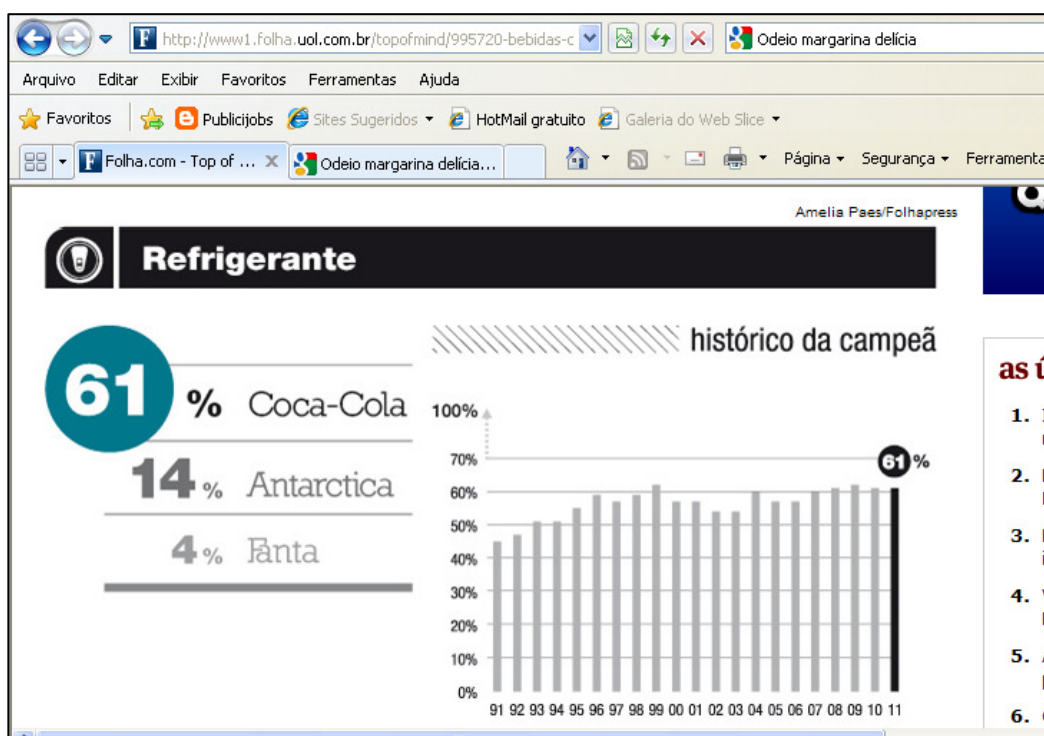 http://www1.folha.uol.com.br/topofmind/995720-bebidas-c
Odeio margarina delícia
Arquivo Editar Exibir Favoritos Ferramentas Ajuda
Favoritos Publicijobs Sites Sugeridos HotMail gratuito Galeria do Web Slice
Folha.com - Top of ... Odeio margarina delícia... Página Segurança Ferramenta
Amelia Paes/Folhapress
Refrigerante
61 % Coca-Cola
14 % Antarctica
4 % Fanta
histórico da campeã
100%
70%
61 %
60%
50%
40%
30%
20%
10%
0%
91 92 93 94 95 96 97 98 99 00 01 02 03 04 05 06 07 08 09 10 11
as
1.
2.
3.
4.
5.
6.